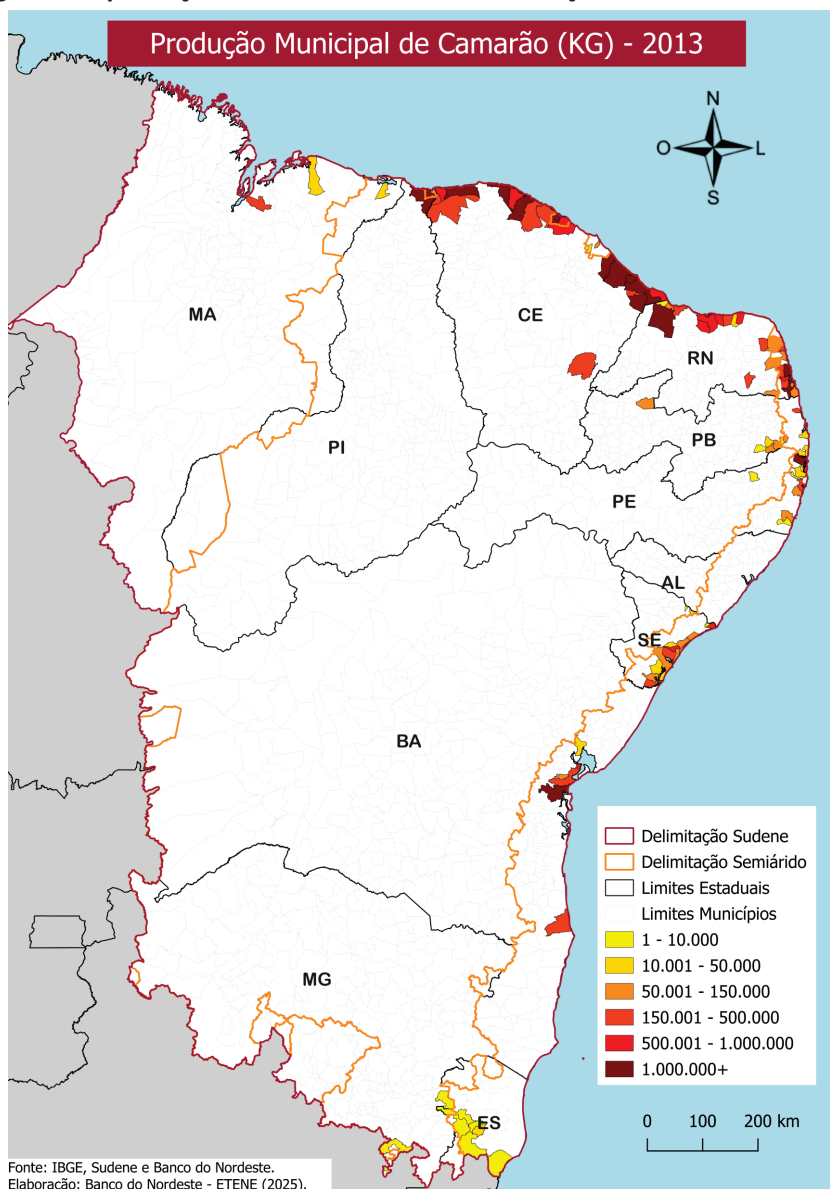 Produção Municipal de Camarão (KG) - 2013
N
O
L
S
MA
CE
RN
PI
PB
PE
AL
SE
BA
MG
ES
Delimitação Sudene
Delimitação Semiárido
Limites Estaduais
Limites Municípios
1 - 10.000
10.001 - 50.000
50.001 - 150.000
150.001 - 500.000
500.001 - 1.000.000
1.000.000+
0 100 200 km
Fonte: IBGE, Sudene e Banco do Nordeste.
Elaboração: Banco do Nordeste - ETENE (2025).